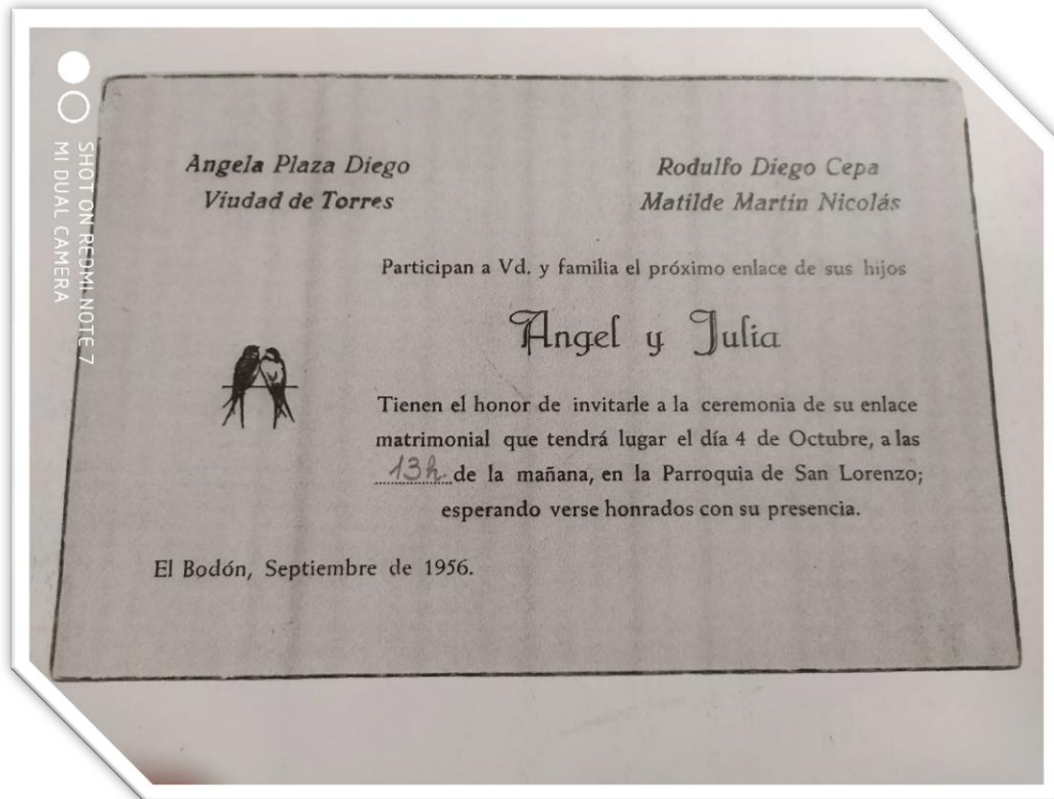 Angela Plaza Diego
Viudad de Torres
Rodulfo Diego Cepa
Matilde Martín Nicolás
Participan a Vd. y familia el próximo enlace de sus hijos
Angel y Julia
Tienen el honor de invitarle a la ceremonia de su enlace
matrimonial que tendrá lugar el día 4 de Octubre, a las
13h. de la mañana, en la Parroquia de San Lorenzo;
esperando verse honrados con su presencia.
El Bodón, Septiembre de 1956.
SHOT ON REDMI NOTE 7
MI DUAL CAMERA